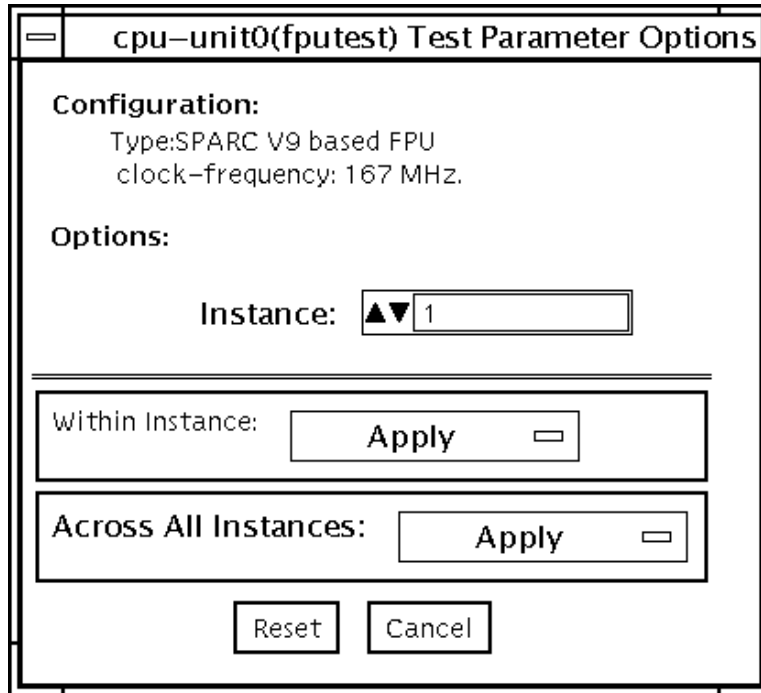 cpu-unit0(fputest) Test Parameter Options
Configuration:
Type:SPARC V9 based FPU
clock-frequency: 167 MHz.
Options:
Instance: 1
Within Instance: Apply
Across All Instances: Apply
Reset Cancel